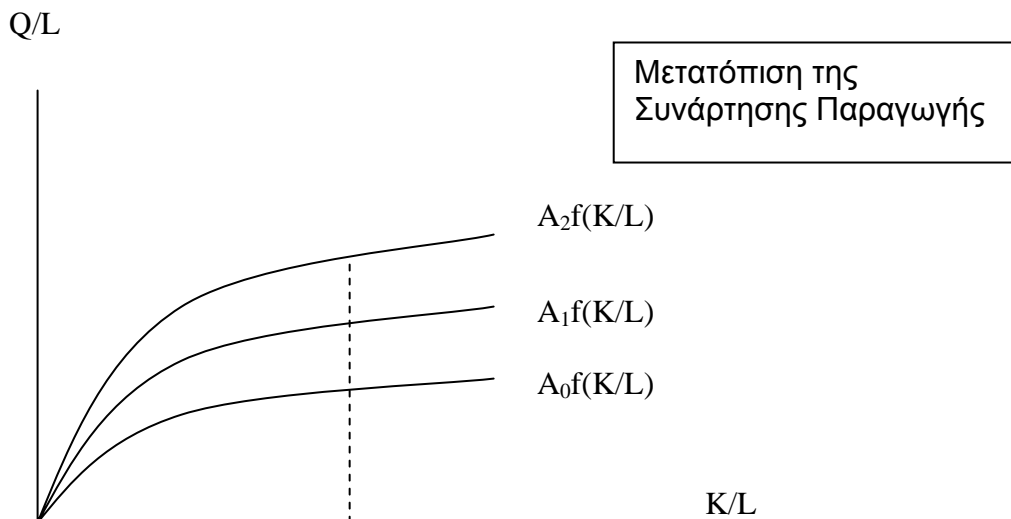 Q/L
Μετατόπιση της
Συνάρτησης Παραγωγής
A₂f(K/L)
A₁f(K/L)
A₀f(K/L)
K/L